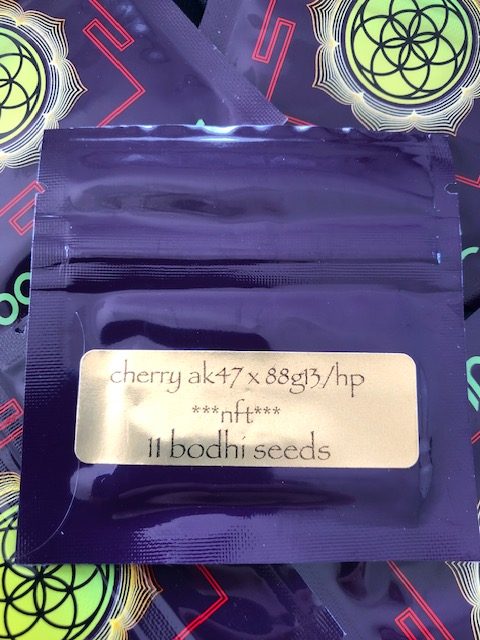 cherry ak47 x 88g13/hp
***nft***
11 bodhi seeds